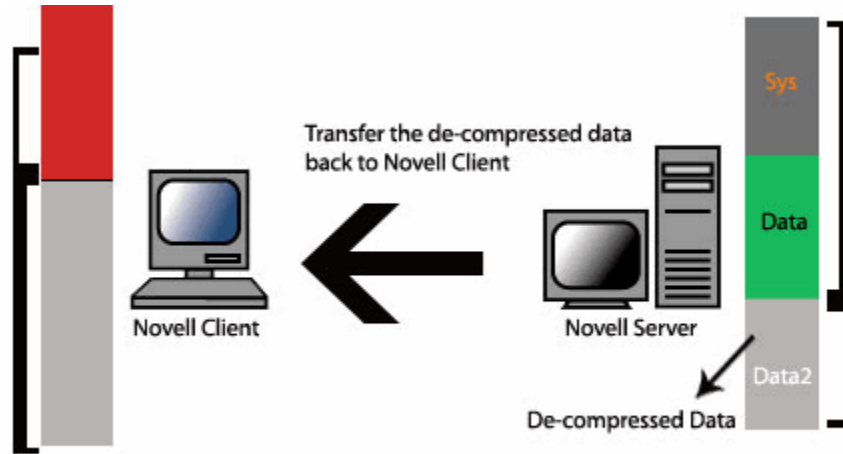 Sys
Transfer the de-compressed data
back to Novell Client
Data
Novell Client
Novell Server
Data2
De-compressed Data